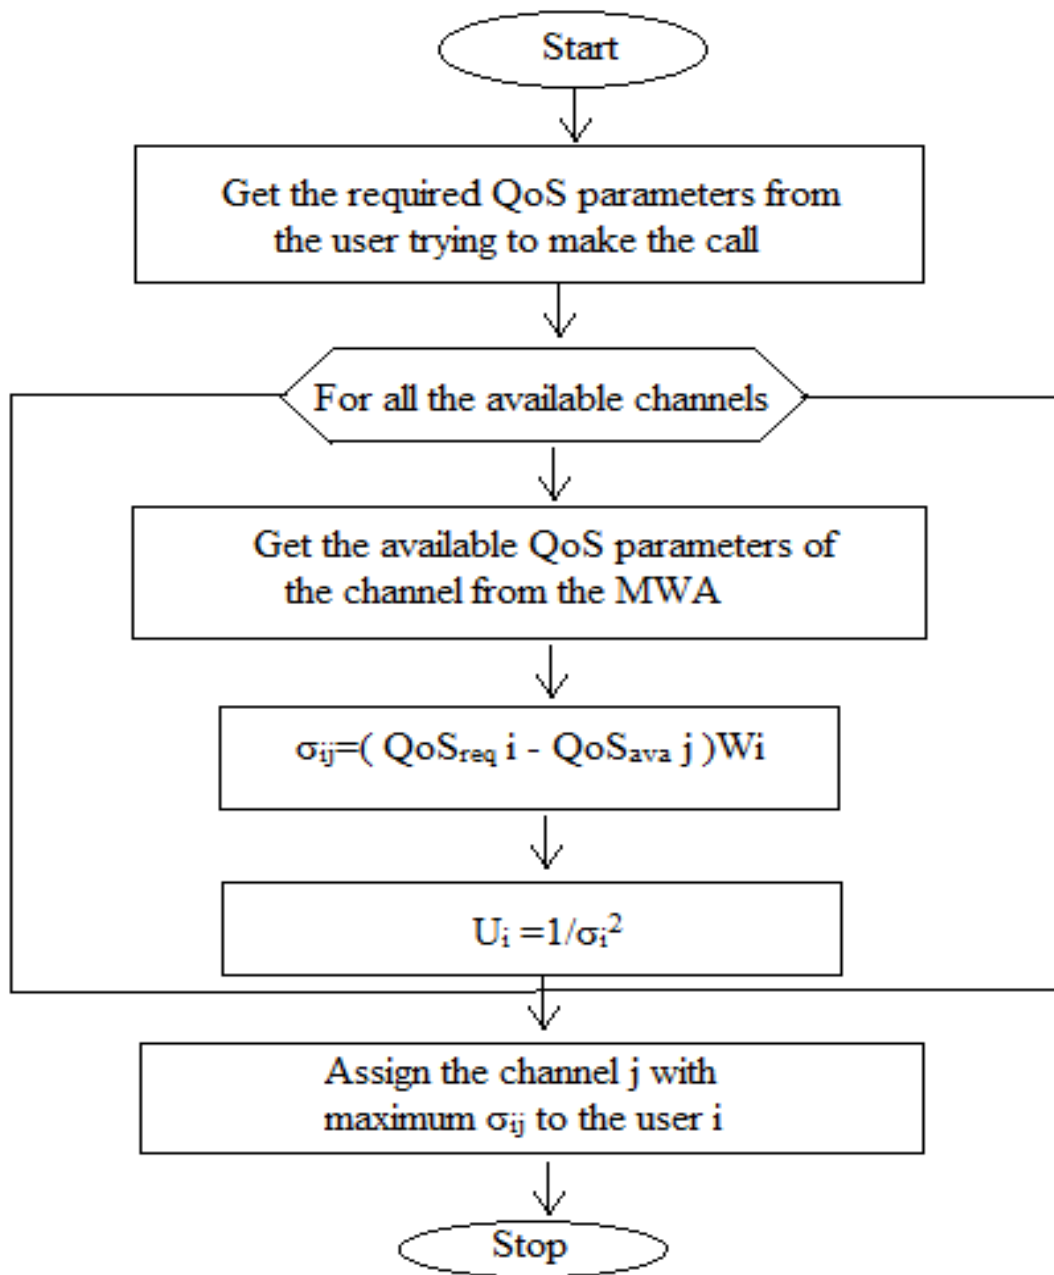 Start
Get the required QoS parameters from
the user trying to make the call
For all the available channels
Get the available QoS parameters of
the channel from the MWA
σᵢⱼ=( QoSᵣₑq i - QoSₐᵥₐ j )Wi
Uᵢ =1/σᵢ²
Assign the channel j with
maximum σᵢⱼ to the user i
Stop